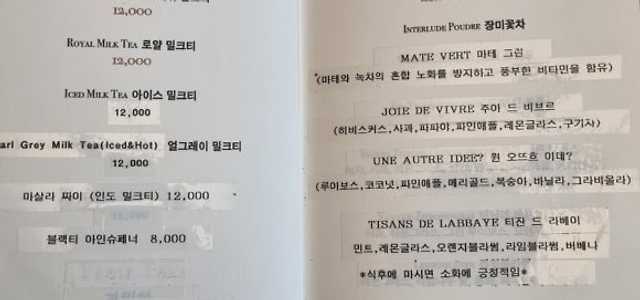 12,000
ROYAL MILK TEA 로얄 밀크티
12,000
ICED MILK TEA 아이스 밀크티
12,000
arl Grey Milk Tea(Iced&Hot) 얼그레이 밀크티
12,000
마살라 짜이 (인도 밀크티) 12,000
블랙티 아인슈페너 8,000
INTERLUDE POUDRE 장미꽃차
MATE VERT 마테 그린
(마테와 녹차의 혼합 노화를 방지하고 풍부한 비타민을 함유)
JOIE DE VIVRE 주아 드 비브르
(히비스커스,사과,파파야,파인애플,레몬글라스,구기자)
UNE AUTRE IDEE? 윈 오뜨흐 이데?
(루이보스,코코넛,파인애플,메리골드,복숭아,바닐라,그라비올라)
TISANS DE LABBAYE 티잔 드 라베이
민트,레몬글라스,오렌지블라썸,라임블라썸,버베나
*식후에 마시면 소화에 긍정적임*